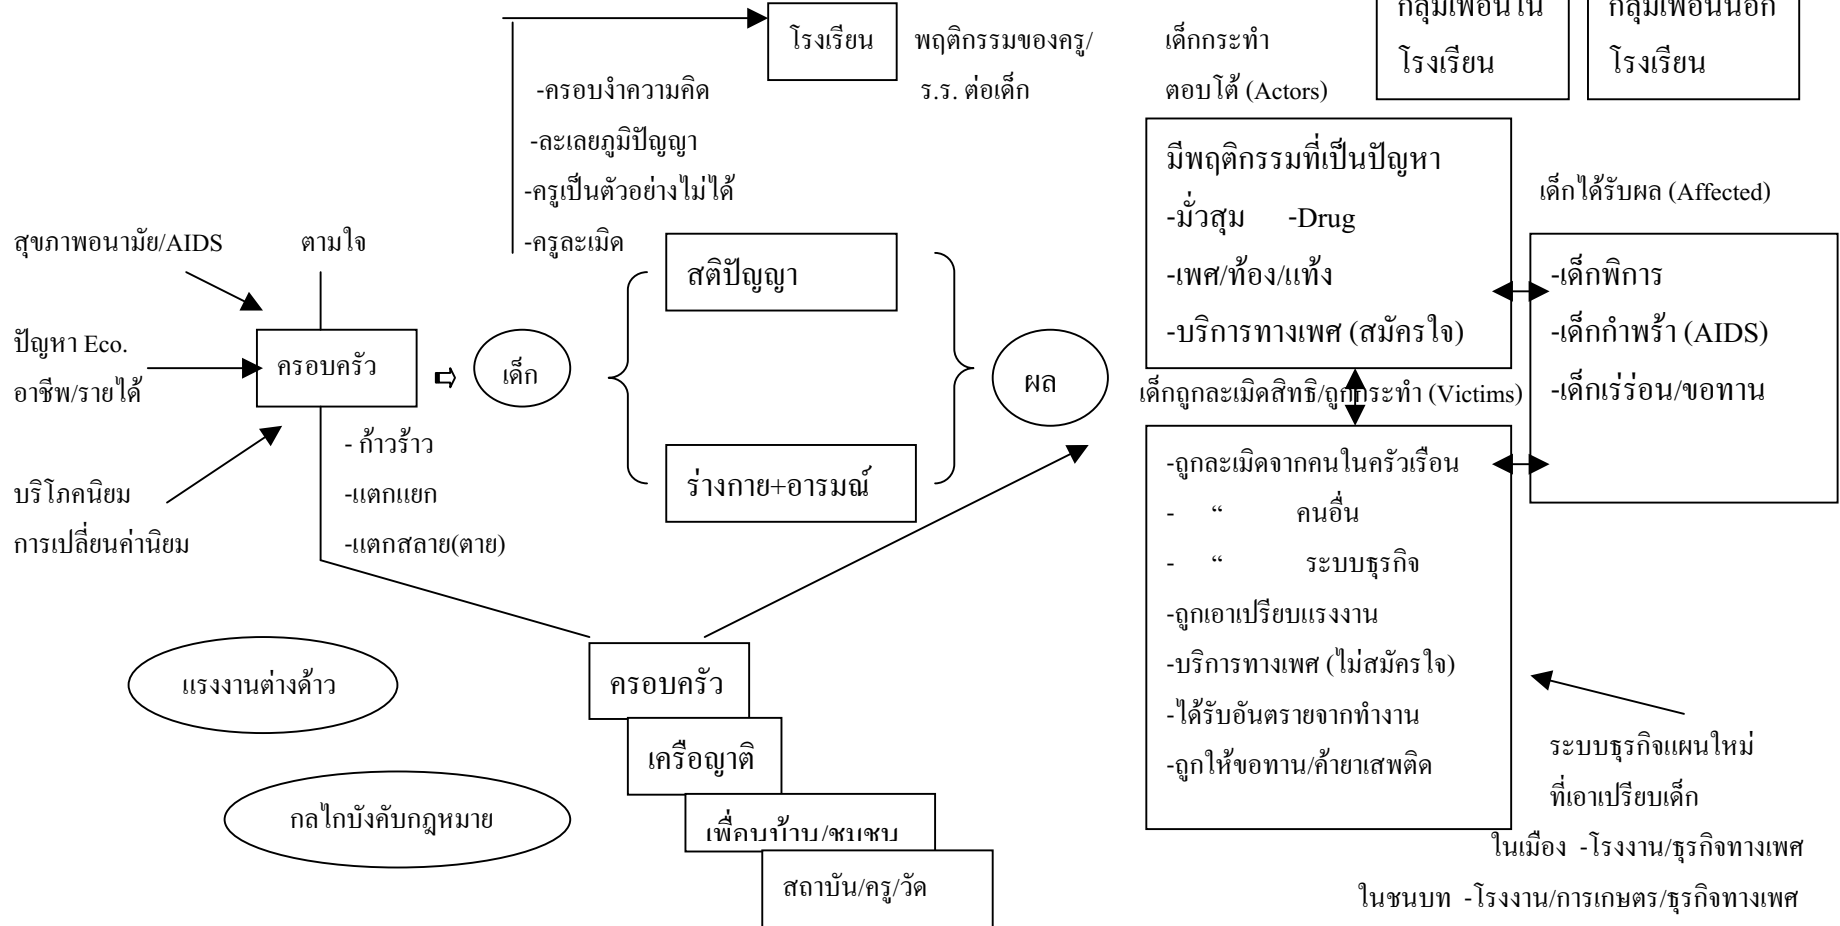 กลุ่มเพื่อนใน
โรงเรียน
กลุ่มเพื่อนนอก
โรงเรียน
โรงเรียน
พฤติกรรมของครู/
ร.ร. ต่อเด็ก
เด็กกระทำ
ตอบโต้ (Actors)
-ครอบงำความคิด
-ละเลยภูมิปัญญา
-ครูเป็นตัวอย่างไม่ได้
-ครูละเมิด
มีพฤติกรรมที่เป็นปัญหา
-มั่วสุม -Drug
-เพศ/ท้อง/แท้ง
-บริการทางเพศ (สมัครใจ)
เด็กได้รับผล (Affected)
-เด็กพิการ
-เด็กกำพร้า (AIDS)
-เด็กเร่ร่อน/ขอทาน
สุขภาพอนามัย/AIDS
ตามใจ
ปัญหา Eco.
อาชีพ/รายได้
ครอบครัว
เด็ก
สติปัญญา
ร่างกาย+อารมณ์
ผล
บริโภคนิยม
การเปลี่ยนค่านิยม
- ก้าวร้าว
-แตกแยก
-แตกสลาย(ตาย)
เด็กถูกละเมิดสิทธิ/ถูกกระทำ (Victims)
-ถูกละเมิดจากคนในครัวเรือน
- “ คนอื่น
- “ ระบบธุรกิจ
-ถูกเอาเปรียบแรงงาน
-บริการทางเพศ (ไม่สมัครใจ)
-ได้รับอันตรายจากทำงาน
-ถูกให้ขอทาน/ค้ายาเสพติด
แรงงานต่างด้าว
กลไกบังคับกฎหมาย
ครอบครัว
เครือญาติ
เพื่อนบ้าน/ชุมชน
สถาบัน/ครู/วัด
ระบบธุรกิจแผนใหม่
ที่เอาเปรียบเด็ก
ในเมือง -โรงงาน/ธุรกิจทางเพศ
ในชนบท -โรงงาน/การเกษตร/ธุรกิจทางเพศ